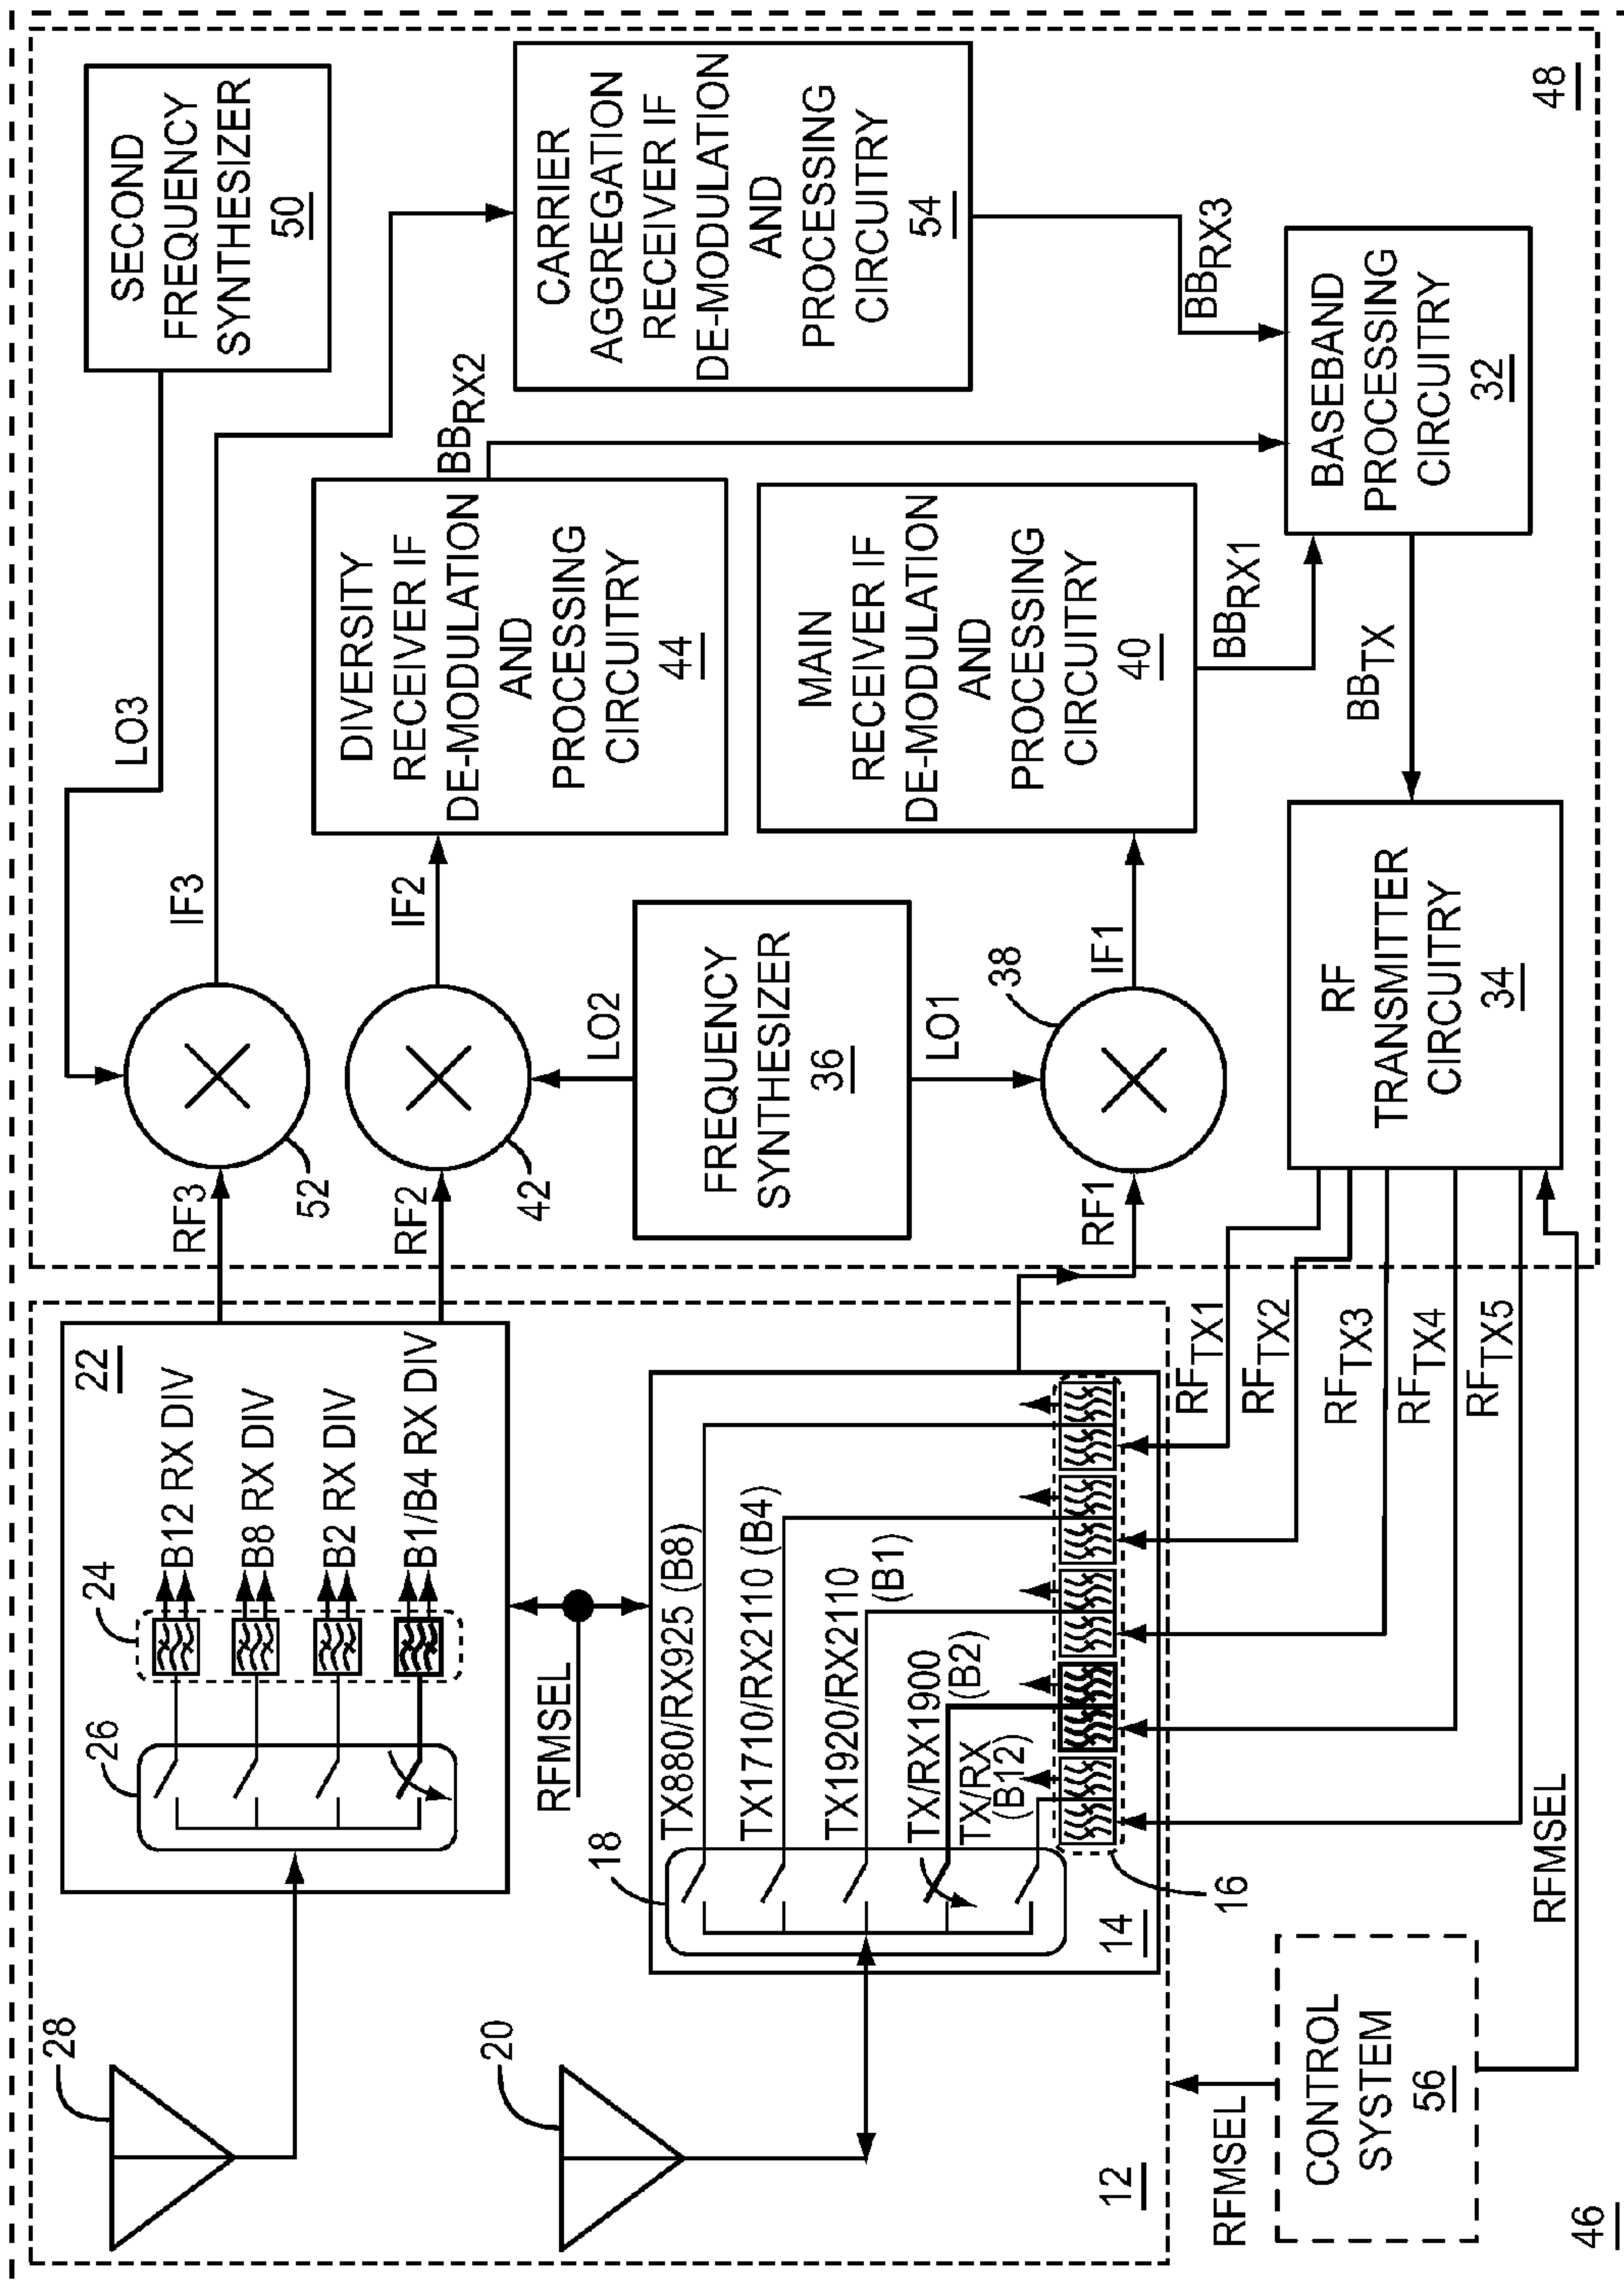 28
20
26
24
22
B12 RX DIV
B8 RX DIV
B2 RX DIV
B1/B4 RX DIV
RFMSEL
18
TX880/RX925 (B8)
TX1710/RX2110 (B4)
TX1920/RX2110
(B1)
TX/RX1900
(B2)
TX/RX
(B12)
14
16
12
RFMSEL
CONTROL
SYSTEM
56
RFMSEL
46
RF3
RF2
RF1
RFTX1
RFTX2
RFTX3
RFTX4
RFTX5
52
42
38
LO3
LO2
LO1
IF3
IF2
IF1
FREQUENCY
SYNTHESIZER
36
RF
TRANSMITTER
CIRCUITRY
34
DIVERSITY
RECEIVER IF
DE-MODULATION
AND
PROCESSING
CIRCUITRY
44
MAIN
RECEIVER IF
DE-MODULATION
AND
PROCESSING
CIRCUITRY
40
BBRX2
BBRX1
BBTX
SECOND
FREQUENCY
SYNTHESIZER
50
CARRIER
AGGREGATION
RECEIVER IF
DE-MODULATION
AND
PROCESSING
CIRCUITRY
54
BBRX3
BASEBAND
PROCESSING
CIRCUITRY
32
48